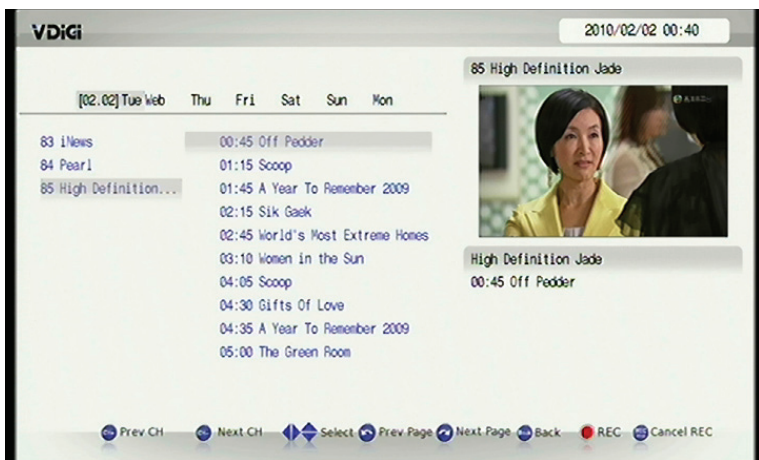 VDiGi
2010/02/02 00:40
85 High Definition Jade
[02.02] Tue Web Thu Fri Sat Sun Mon
83 iNews
84 Pearl
85 High Definition...
00:45 Off Pedder
01:15 Scoop
01:45 A Year To Remember 2009
02:15 Sik Gaek
02:45 World's Most Extreme Homes
03:10 Women in the Sun
04:05 Scoop
04:30 Gifts Of Love
04:35 A Year To Remember 2009
05:00 The Green Room
High Definition Jade
00:45 Off Pedder
Prev CH Next CH Select Prev Page Next Page Back REC Cancel REC